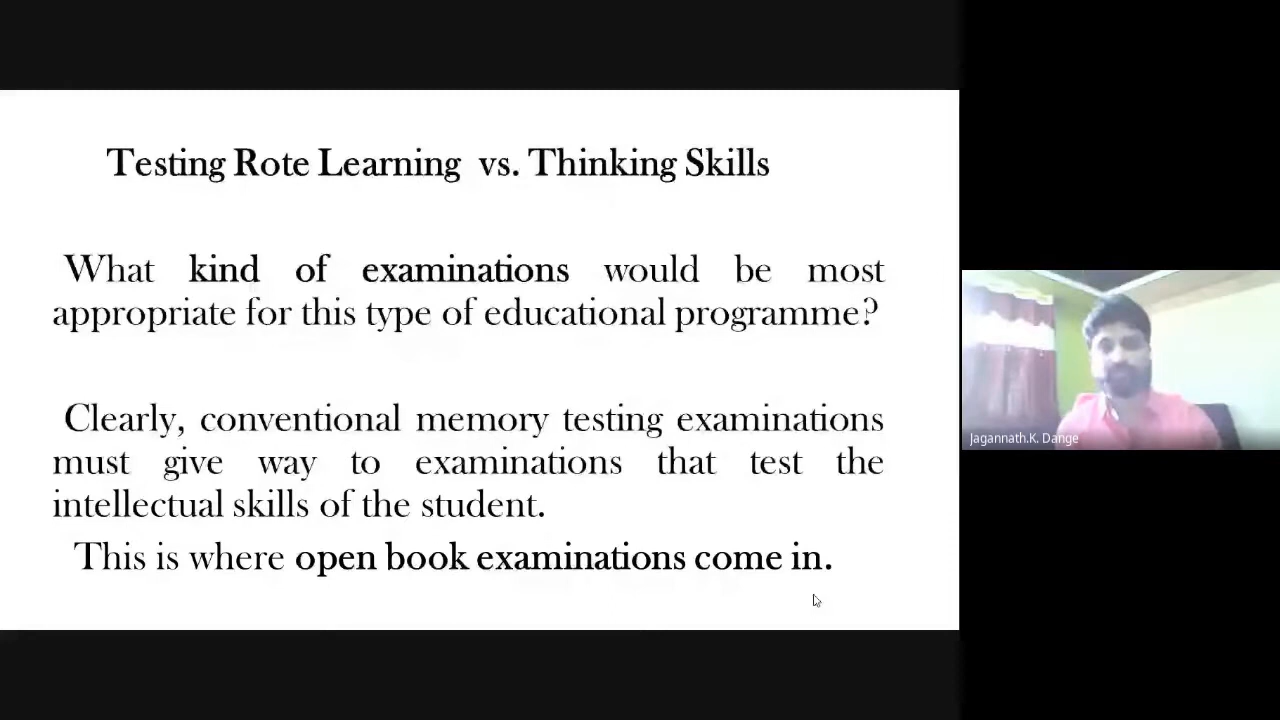 Testing Rote Learning vs. Thinking Skills
What kind of examinations would be most
appropriate for this type of educational programme?
Clearly, conventional memory testing examinations
must give way to examinations that test the
intellectual skills of the student.
This is where open book examinations come in.
Jagannath.K. Dange